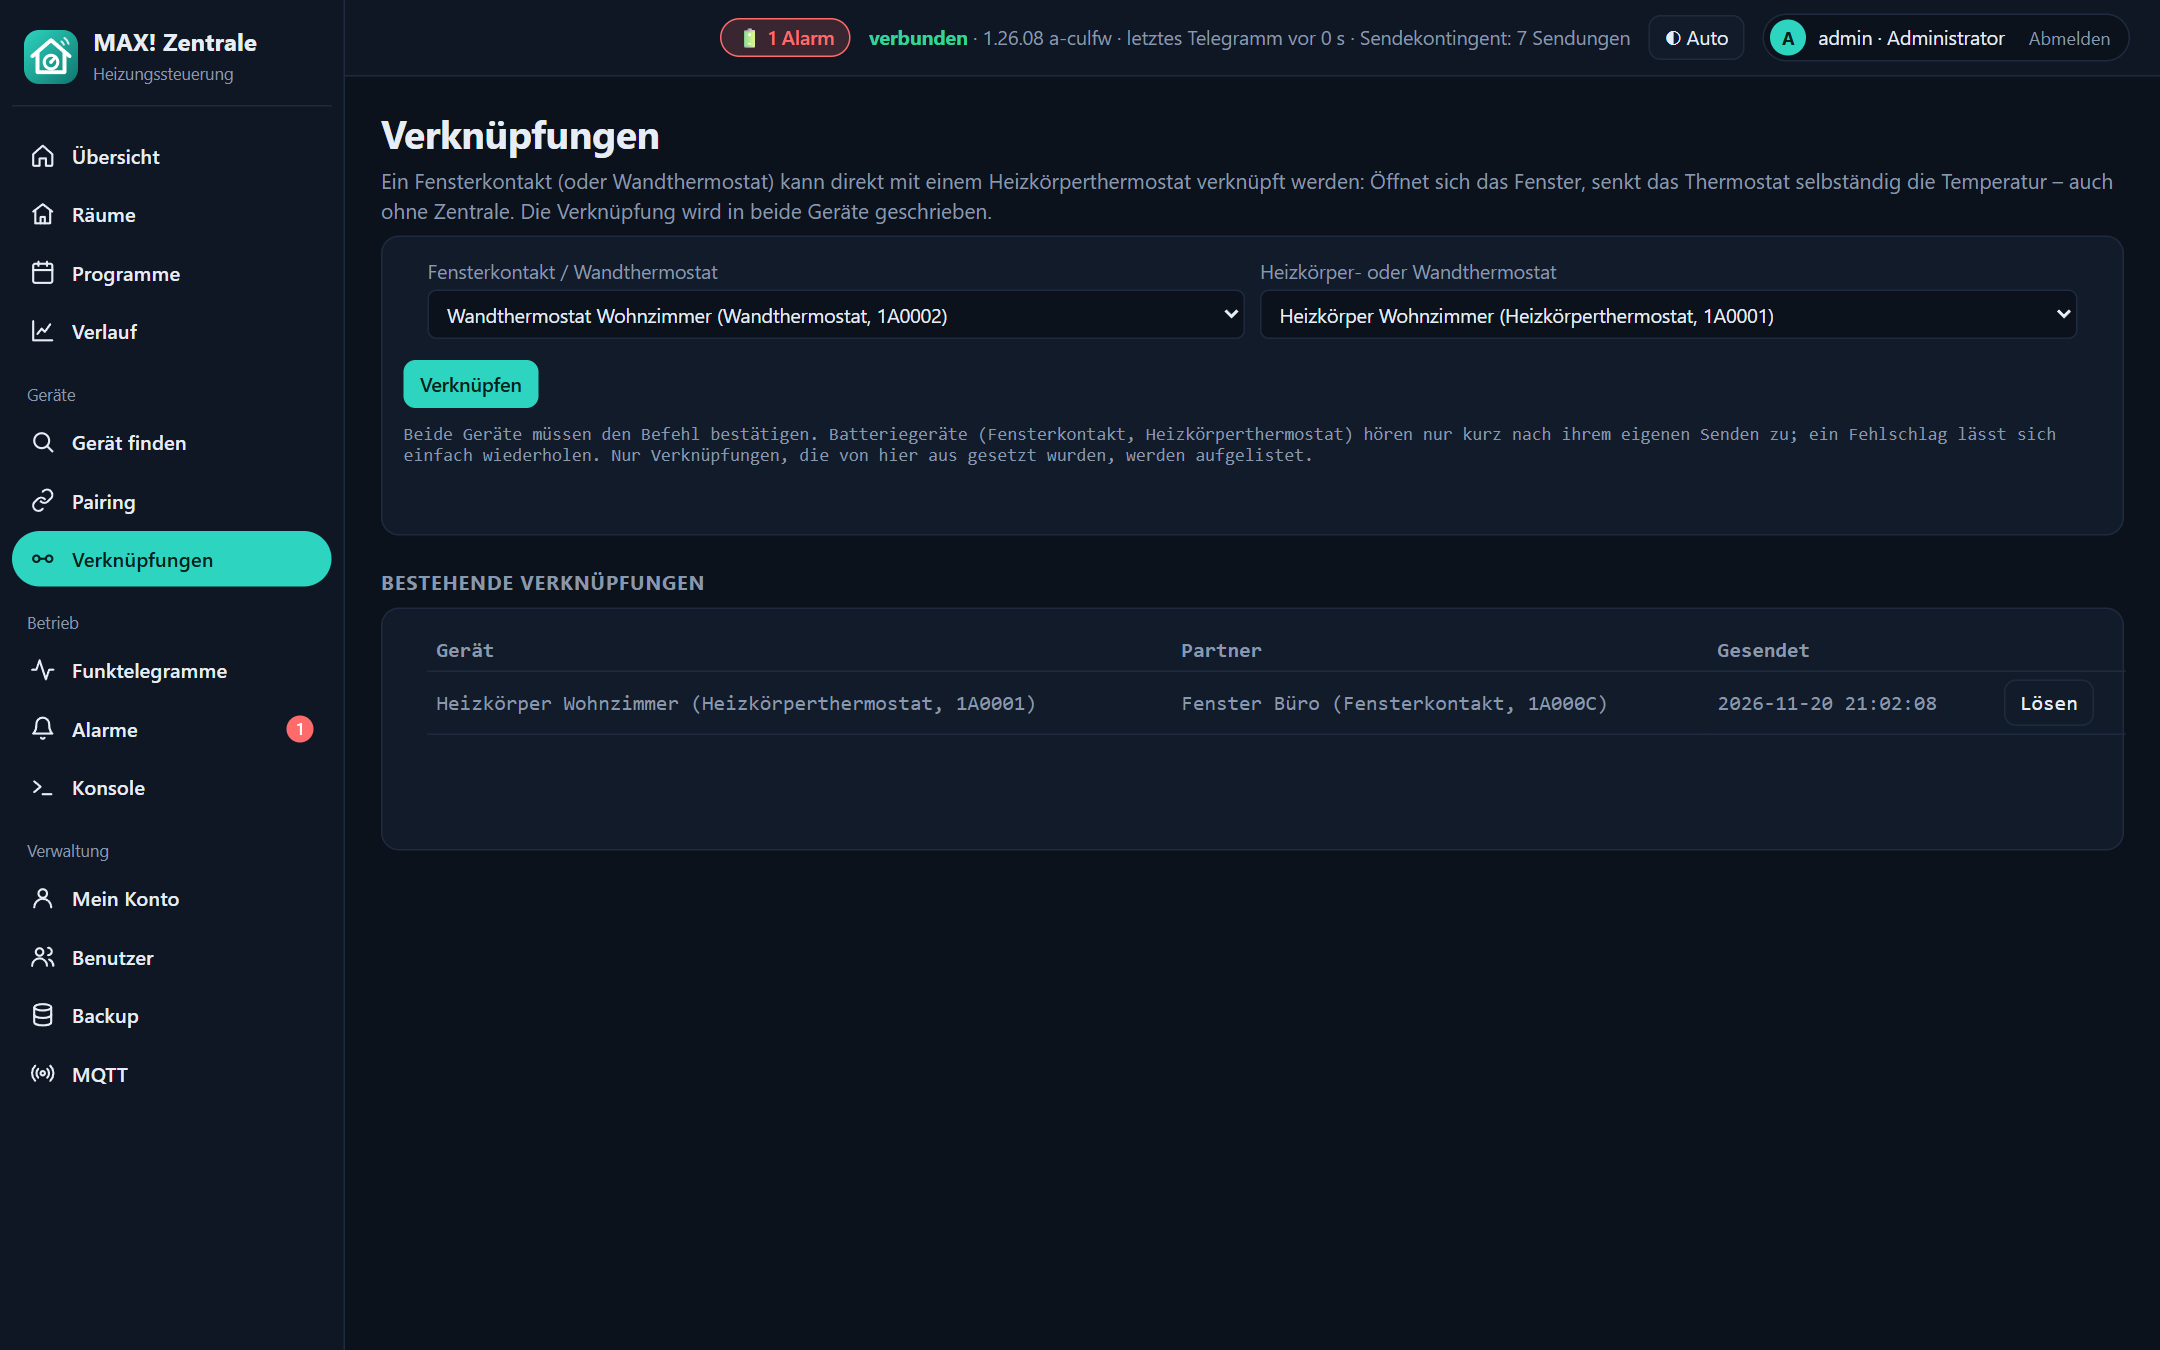 MAX! Zentrale
Heizungssteuerung
1 Alarm
verbunden · 1.26.08 a-culfw · letztes Telegramm vor 0 s · Sendekontingent: 7 Sendungen
Auto
A
admin · Administrator
Abmelden
Übersicht
Räume
Programme
Verlauf
Geräte
Gerät finden
Pairing
Verknüpfungen
Betrieb
Funktelegramme
Alarme
1
Konsole
Verwaltung
Mein Konto
Benutzer
Backup
MQTT
Verknüpfungen
Ein Fensterkontakt (oder Wandthermostat) kann direkt mit einem Heizkörperthermostat verknüpft werden: Öffnet sich das Fenster, senkt das Thermostat selbständig die Temperatur – auch
ohne Zentrale. Die Verknüpfung wird in beide Geräte geschrieben.
Fensterkontakt / Wandthermostat
Wandthermostat Wohnzimmer (Wandthermostat, 1A0002)
Heizkörper- oder Wandthermostat
Heizkörper Wohnzimmer (Heizkörperthermostat, 1A0001)
Verknüpfen
Beide Geräte müssen den Befehl bestätigen. Batteriegeräte (Fensterkontakt, Heizkörperthermostat) hören nur kurz nach ihrem eigenen Senden zu; ein Fehlschlag lässt sich
einfach wiederholen. Nur Verknüpfungen, die von hier aus gesetzt wurden, werden aufgelistet.
BESTEHENDE VERKNÜPFUNGEN
Gerät Partner Gesendet
Heizkörper Wohnzimmer (Heizkörperthermostat, 1A0001) Fenster Büro (Fensterkontakt, 1A000C) 2026-11-20 21:02:08 Lösen